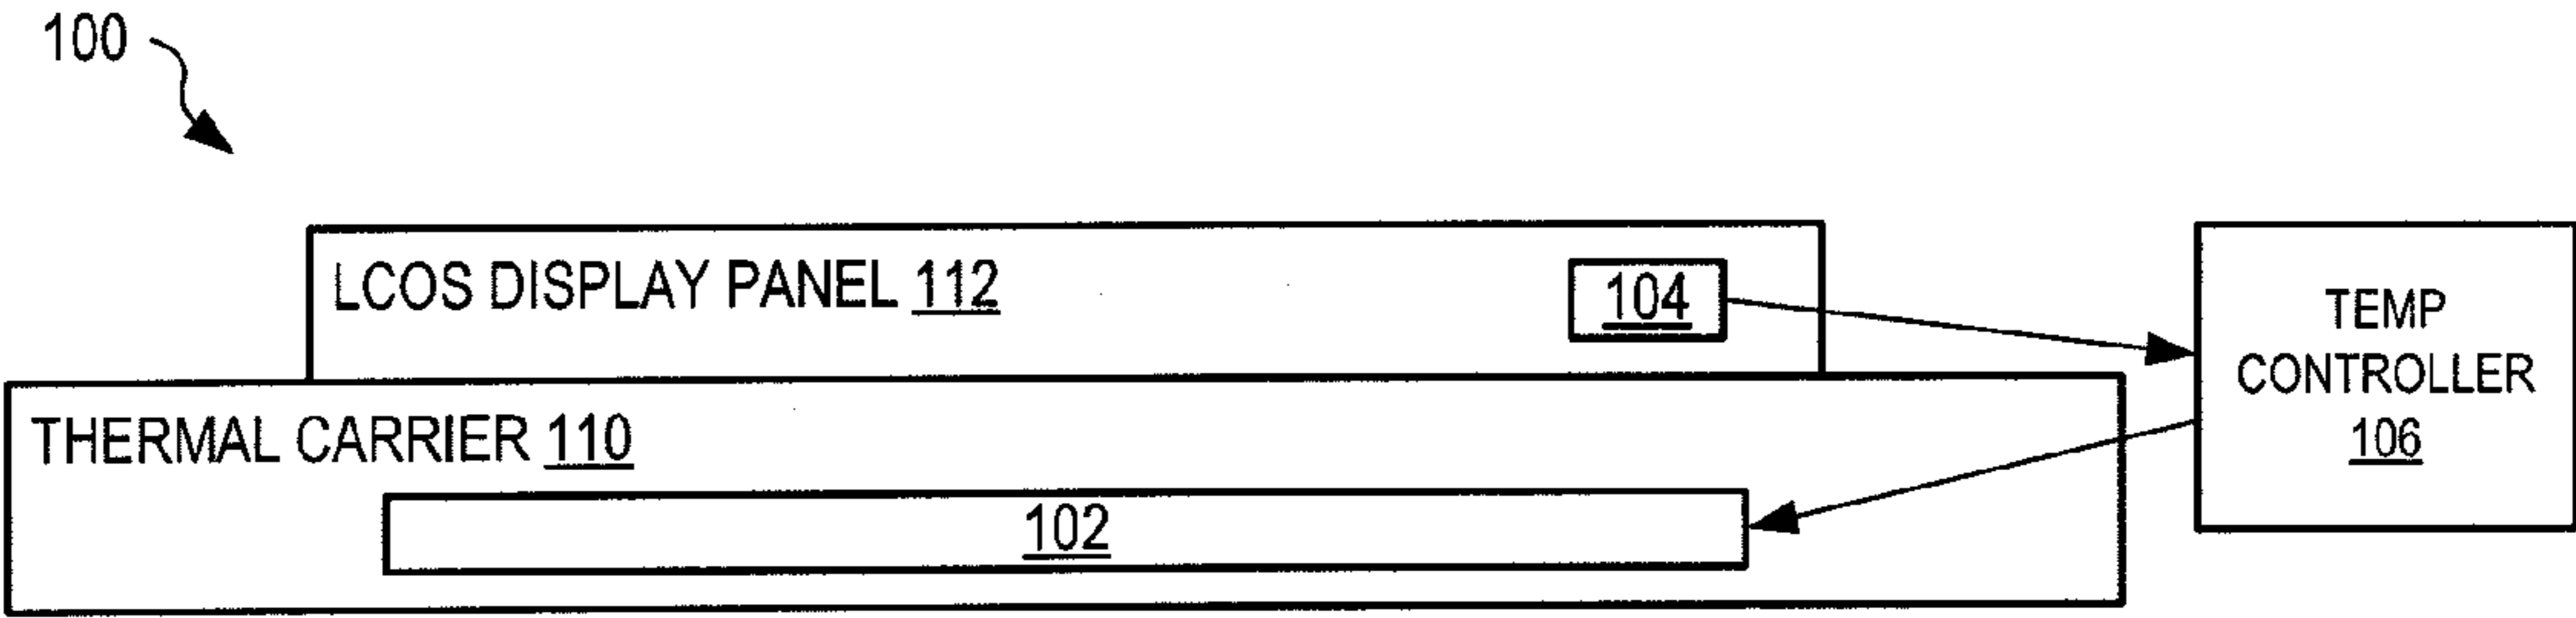 100
LCOS DISPLAY PANEL 112
104
TEMP
CONTROLLER
106
THERMAL CARRIER 110
102